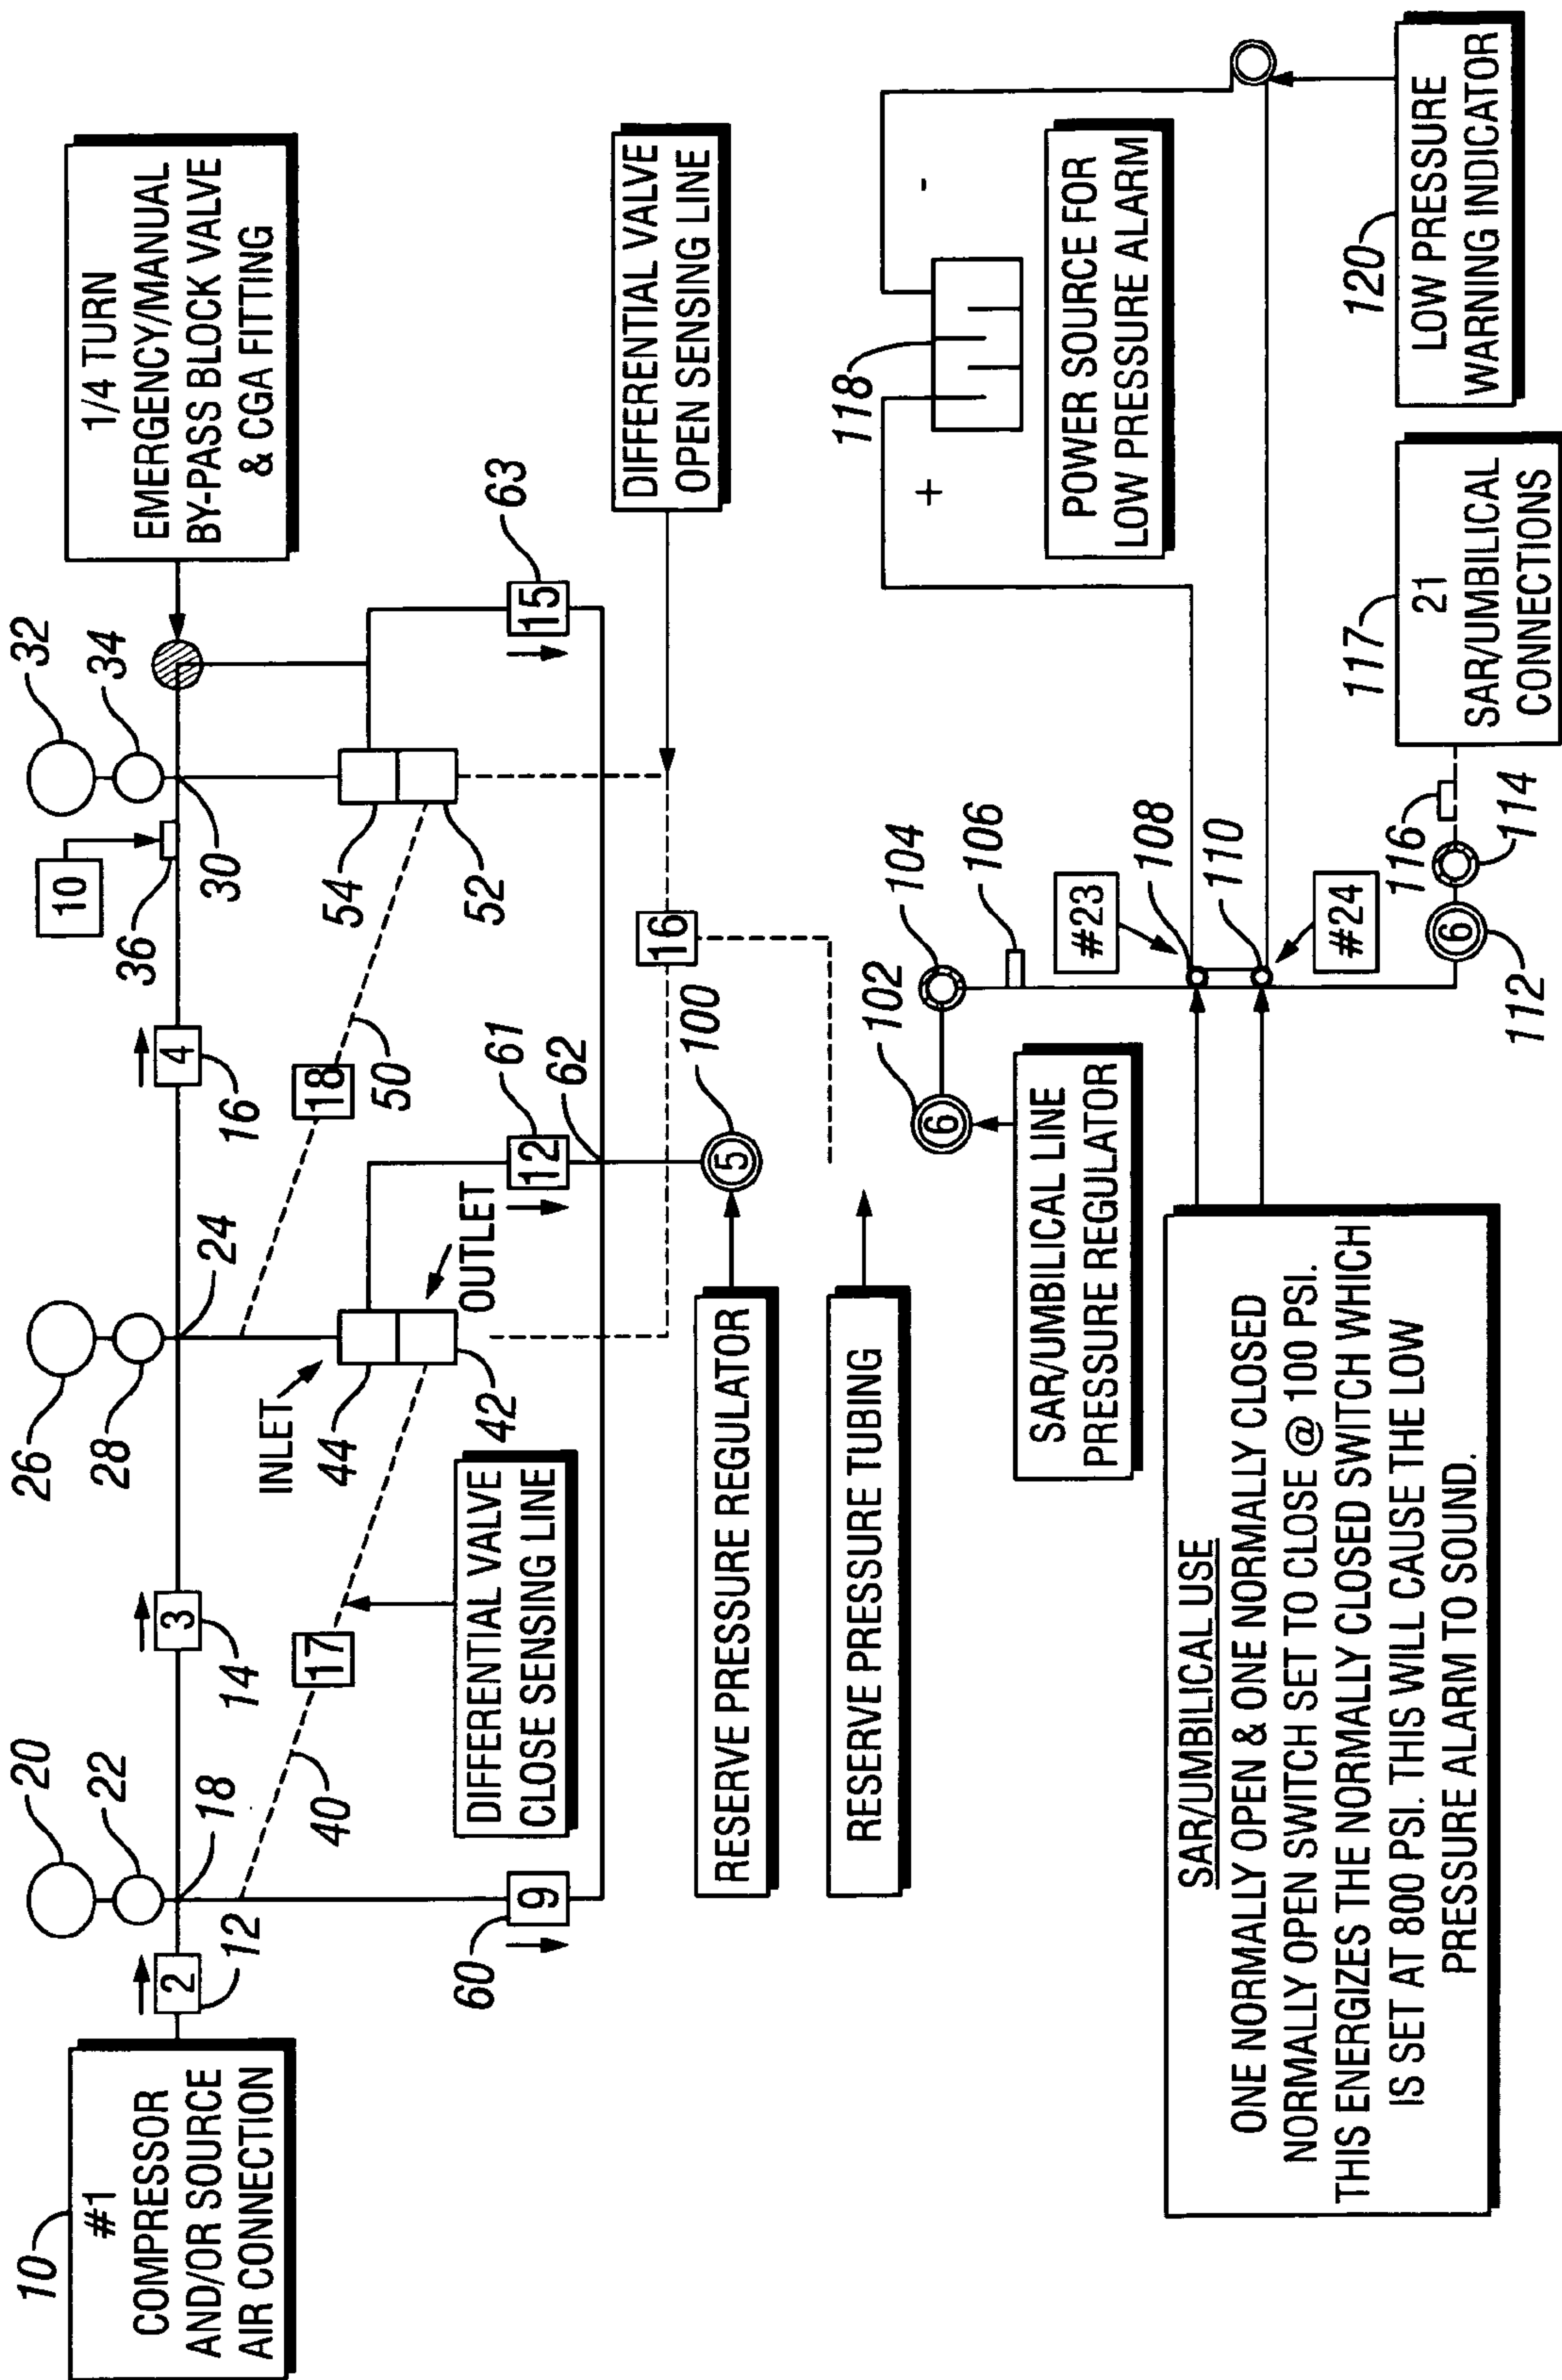 10
#1
COMPRESSOR
AND/OR SOURCE
AIR CONNECTION
2
12
20
22
18
3
14
26
28
24
4
16
10
36
32
34
30
1/4 TURN
EMERGENCY/MANUAL
BY-PASS BLOCK VALVE
& CGA FITTING
17
40
INLET
44
42
OUTLET
18
50
54
52
DIFFERENTIAL VALVE
CLOSE SENSING LINE
9
60
12
61
62
15
63
DIFFERENTIAL VALVE
OPEN SENSING LINE
16
RESERVE PRESSURE REGULATOR
5
100
RESERVE PRESSURE TUBING
SAR/UMBILICAL LINE
PRESSURE REGULATOR
6
102
104
106
#23
108
110
#24
118
+
-
POWER SOURCE FOR
LOW PRESSURE ALARM
SAR/UMBILICAL USE
ONE NORMALLY OPEN & ONE NORMALLY CLOSED
NORMALLY OPEN SWITCH SET TO CLOSE @ 100 PSI.
THIS ENERGIZES THE NORMALLY CLOSED SWITCH WHICH
IS SET AT 800 PSI. THIS WILL CAUSE THE LOW
PRESSURE ALARM TO SOUND.
6
112
114
116
117
21
SAR/UMBILICAL
CONNECTIONS
120
LOW PRESSURE
WARNING INDICATOR